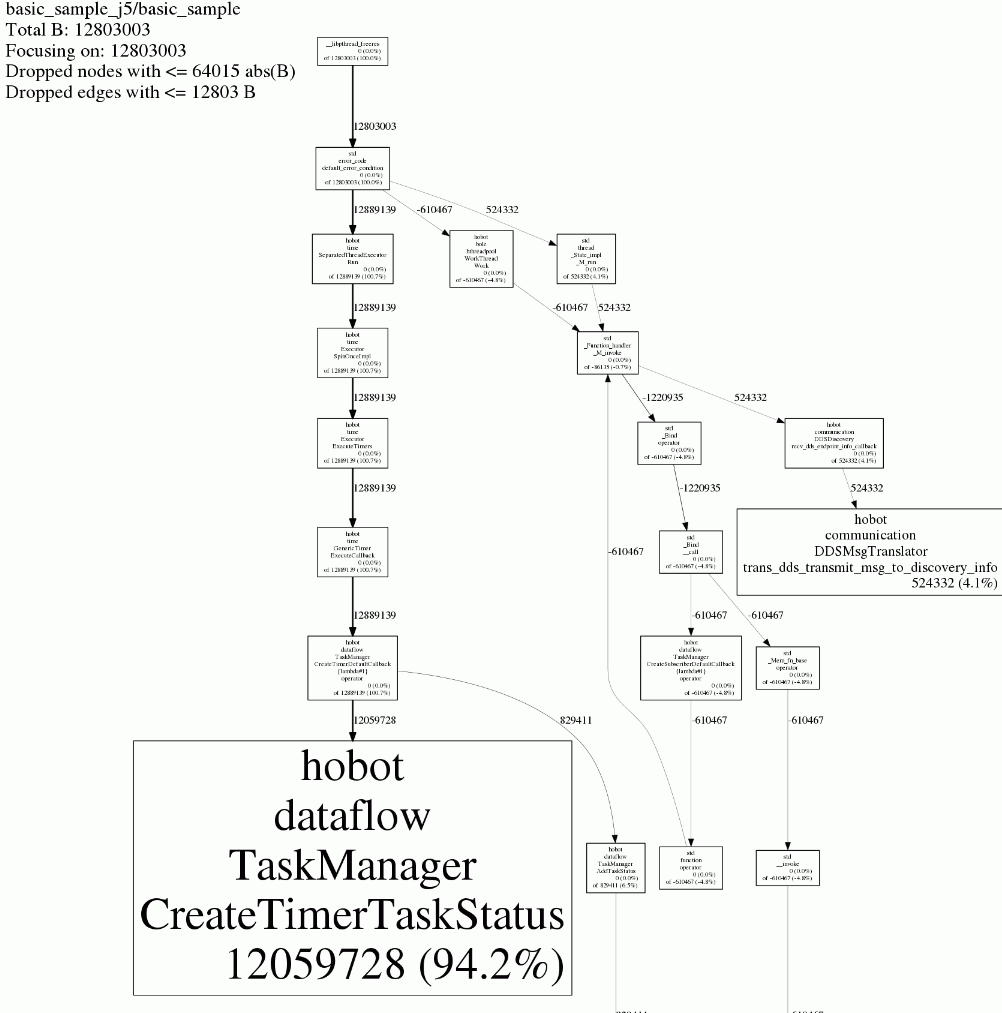 basic_sample_j5/basic_sample
Total B: 12803003
Focusing on: 12803003
Dropped nodes with <= 64015 abs(B)
Dropped edges with <= 12803 B
__libpthread_freeres
0 (0.0%)
of 12803003 (100.0%)
12803003
std
error_code
default_error_condition
0 (0.0%)
of 12803003 (100.0%)
12889139
-610467
524332
hobot
time
SeparatedThreadExecutor
Run
0 (0.0%)
of 12889139 (100.7%)
hobot
hthreadpool
WorkThread
Work
0 (0.0%)
of -610467 (-4.8%)
std
thread
_State_impl
_M_run
0 (0.0%)
of 524332 (4.1%)
12889139
-610467
524332
hobot
time
Executor
SpinOnceImpl
0 (0.0%)
of 12889139 (100.7%)
std
_Function_handler
_M_invoke
0 (0.0%)
of -86135 (-0.7%)
12889139
-1220935
524332
hobot
time
Executor
ExecuteTimers
0 (0.0%)
of 12889139 (100.7%)
std
_Bind
operator
0 (0.0%)
of -610467 (-4.8%)
hobot
communication
DDSDiscovery
recv_dds_endpoint_info_callback
0 (0.0%)
of 524332 (4.1%)
12889139
-1220935
524332
hobot
time
GenericTimer
ExecuteCallback
0 (0.0%)
of 12889139 (100.7%)
std
_Bind
__call
0 (0.0%)
of -610467 (-4.8%)
hobot
communication
DDSMsgTranslator
trans_dds_transmit_msg_to_discovery_info
524332 (4.1%)
-610467
12889139
-610467
-610467
hobot
dataflow
TaskManager
CreateTimerDefaultCallback
{lambda#1}
operator
0 (0.0%)
of 12889139 (100.7%)
hobot
dataflow
TaskManager
CreateSubscriberDefaultCallback
{lambda#1}
operator
0 (0.0%)
of -610467 (-4.8%)
std
_Mem_fn_base
operator
0 (0.0%)
of -610467 (-4.8%)
12059728
829411
-610467
-610467
hobot
dataflow
TaskManager
CreateTimerTaskStatus
12059728 (94.2%)
hobot
dataflow
TaskManager
AddTaskStatus
0 (0.0%)
of 829411 (6.5%)
std
function
operator
0 (0.0%)
of -610467 (-4.8%)
std
__invoke
0 (0.0%)
of -610467 (-4.8%)